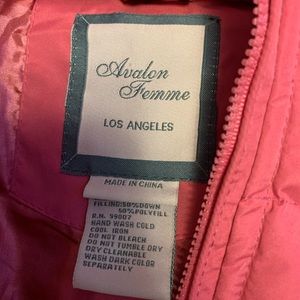 Avalon
Femme
LOS ANGELES
MADE IN CHINA
FILLING:50%DOWN
50%POLYFILL
R.N. 99002
HAND WASH COLD
COOL IRON
DO NOT BLEACH
DO NOT TUMBLE DRY
DRY CLEANABLE
WASH DARK COLOR
SEPARATELY